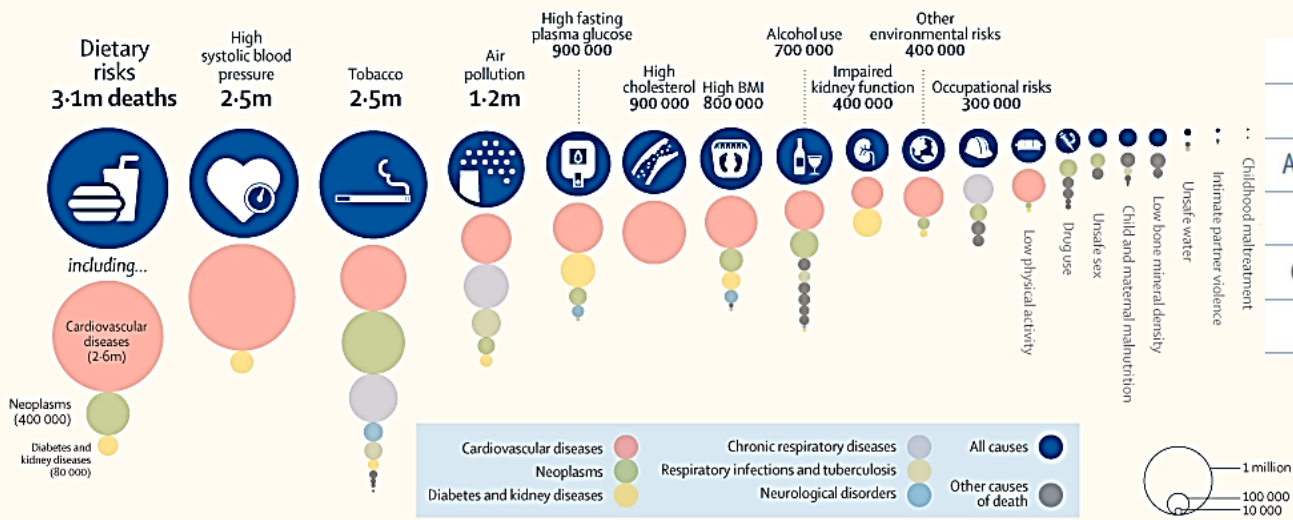 Dietary
risks
3·1m deaths
High
systolic blood
pressure
2·5m
Tobacco
2·5m
Air
pollution
1·2m
High fasting
plasma glucose
900 000
High
cholesterol
900 000
High BMI
800 000
Alcohol use
700 000
Impaired
kidney function
400 000
Other
environmental risks
400 000
Occupational risks
300 000
Low physical activity
Drug use
Unsafe sex
Child and maternal malnutrition
Low bone mineral density
Unsafe water
Intimate partner violence
Childhood maltreatment
including...
Cardiovascular
diseases
(2·6m)
Neoplasms
(400 000)
Diabetes and
kidney diseases
(80 000)
Cardiovascular diseases
Neoplasms
Diabetes and kidney diseases
Chronic respiratory diseases
Respiratory infections and tuberculosis
Neurological disorders
All causes
Other causes
of death
1 million
100 000
10 000
A